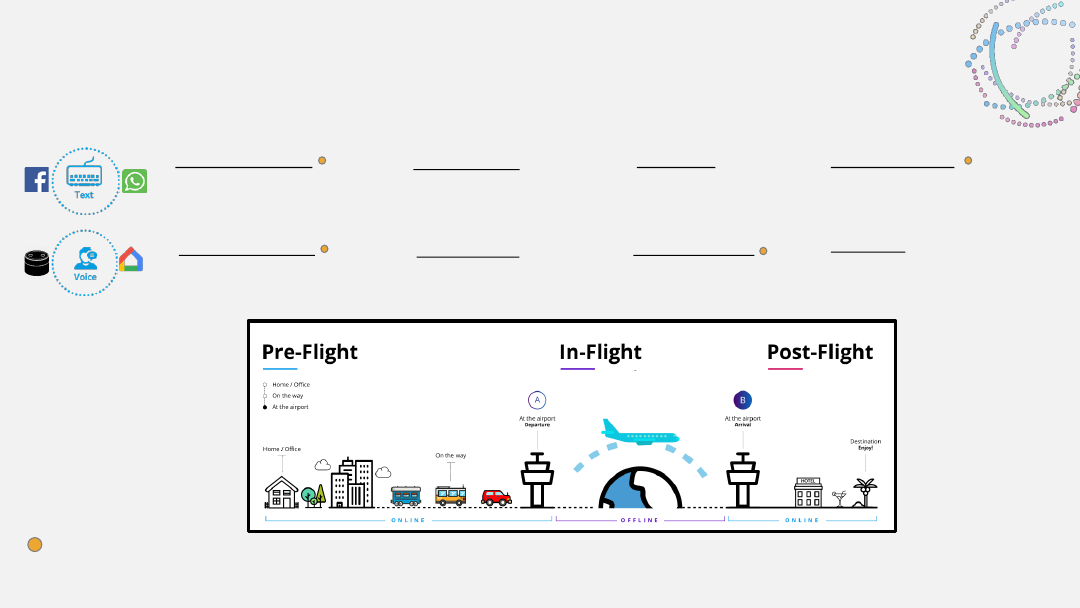 Text
Voice
Pre-Flight
In-Flight
Post-Flight
Home / Office
On the way
At the airport
A
B
At the airport
Departure
At the airport
Arrival
Destination
Enjoy!
Home / Office
On the way
HOTEL
ONLINE
OFFLINE
ONLINE